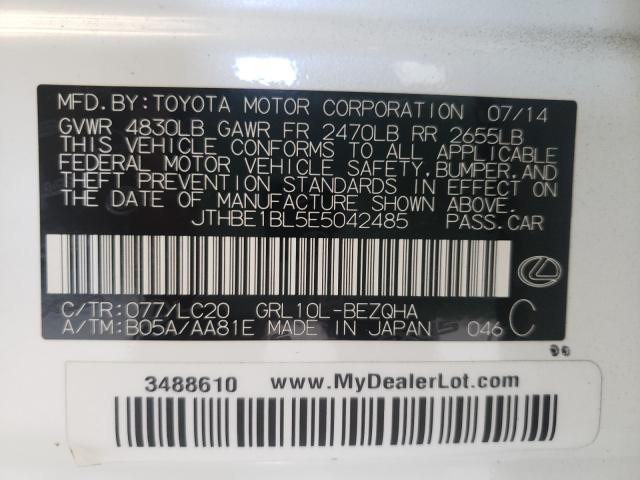 MFD.BY:TOYOTA MOTOR CORPORATION 07/14
GVWR 4830LB GAWR FR 2470LB RR 2655LB
THIS VEHICLE CONFORMS TO ALL APPLICABLE
FEDERAL MOTOR VEHICLE SAFETY,BUMPER,AND
THEFT PREVENTION STANDARDS IN EFFECT ON
THE DATE OF MANUFACTURE SHOWN ABOVE.
JTHBE1BL5E5042485 PASS.CAR
C/TR:077/LC20 GRL10L-BEZQHA
A/TM:B05A/AA81E MADE IN JAPAN 046 C
3488610 www.MyDealerLot.com